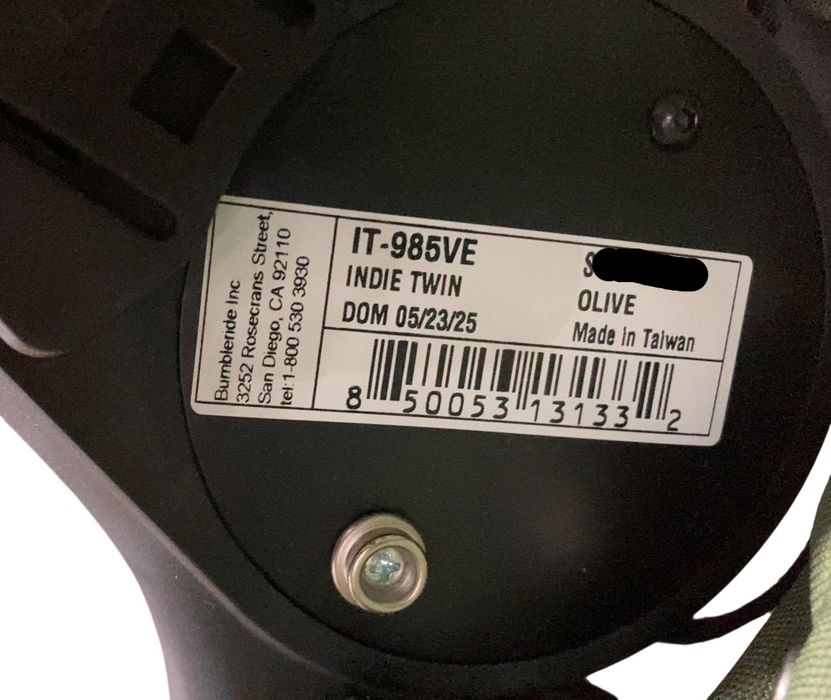 Bumbleride Inc
3252 Rosecrans Street,
San Diego, CA 92110
tel:1-800 530 3930
IT-985VE
INDIE TWIN
DOM 05/23/25
S
OLIVE
Made in Taiwan
8 50053 13133 2